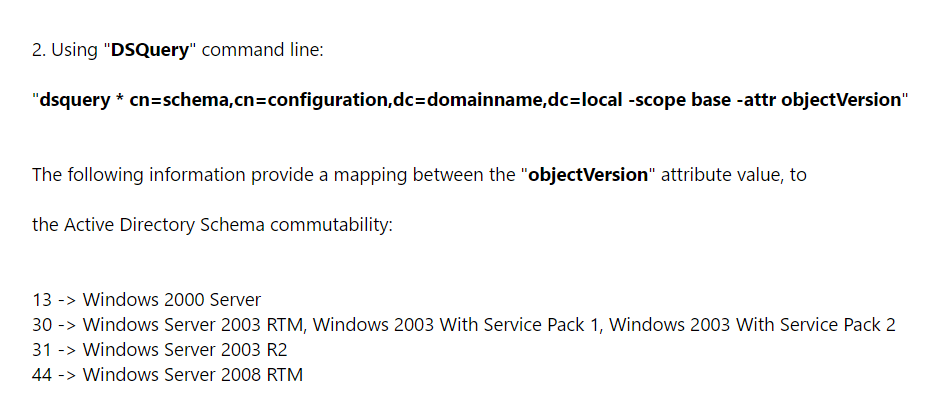 2. Using "DSQuery" command line:
"dsquery * cn=schema,cn=configuration,dc=domainname,dc=local -scope base -attr objectVersion"
The following information provide a mapping between the "objectVersion" attribute value, to
the Active Directory Schema commutability:
13 -> Windows 2000 Server
30 -> Windows Server 2003 RTM, Windows 2003 With Service Pack 1, Windows 2003 With Service Pack 2
31 -> Windows Server 2003 R2
44 -> Windows Server 2008 RTM